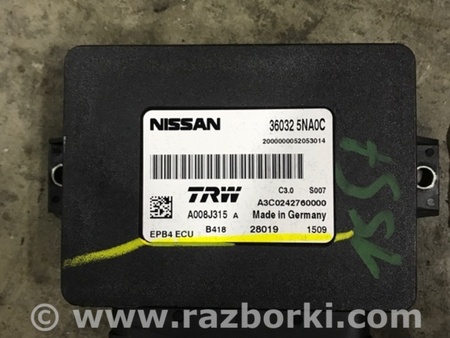 NISSAN 36032 5NA0C
2000000052053014
TRW C3.0 S007
A3C0242760000
A008J315 A Made in Germany
EPB4 ECU B418 28019 1509
www.razborki.com